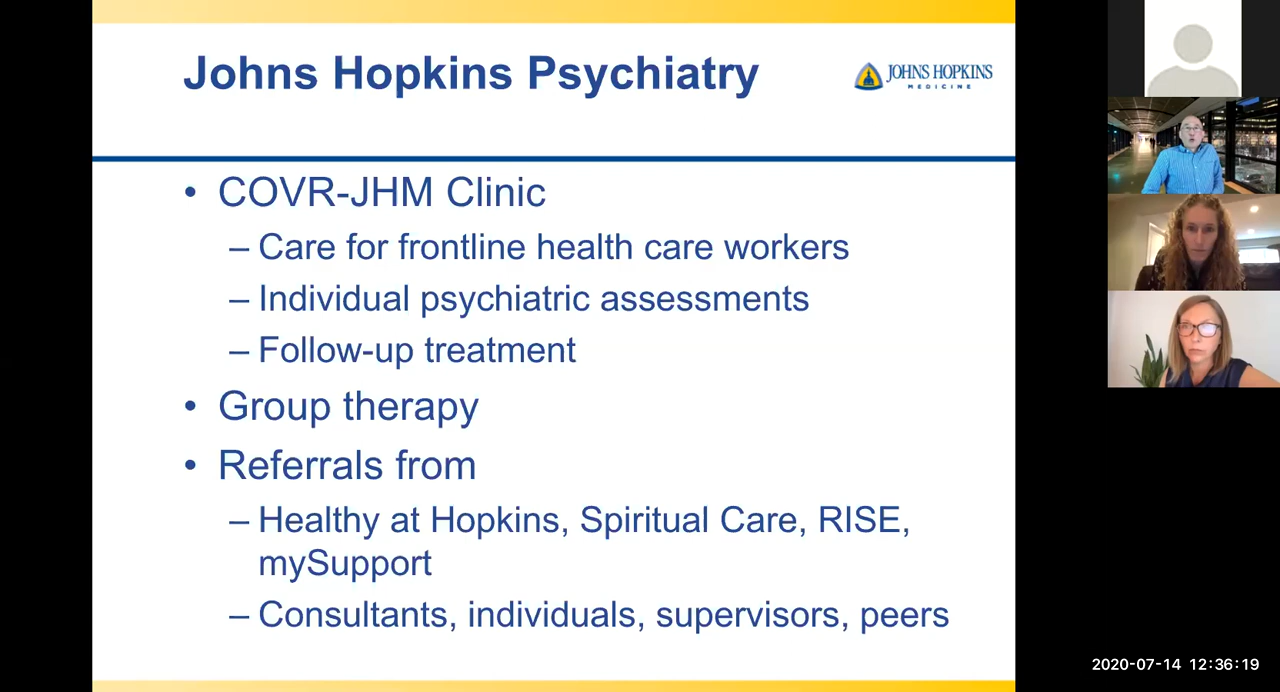 Johns Hopkins Psychiatry
JOHNS HOPKINS
MEDICINE
• COVR-JHM Clinic
– Care for frontline health care workers
– Individual psychiatric assessments
– Follow-up treatment
• Group therapy
• Referrals from
– Healthy at Hopkins, Spiritual Care, RISE,
mySupport
– Consultants, individuals, supervisors, peers
2020-07-14 12:36:19